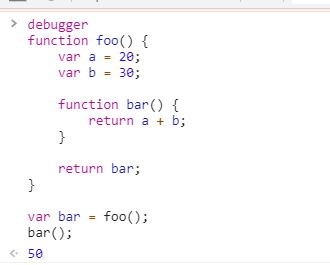 > debugger
function foo() {
    var a = 20;
    var b = 30;

    function bar() {
        return a + b;
    }

    return bar;
}

var bar = foo();
bar();
<· 50